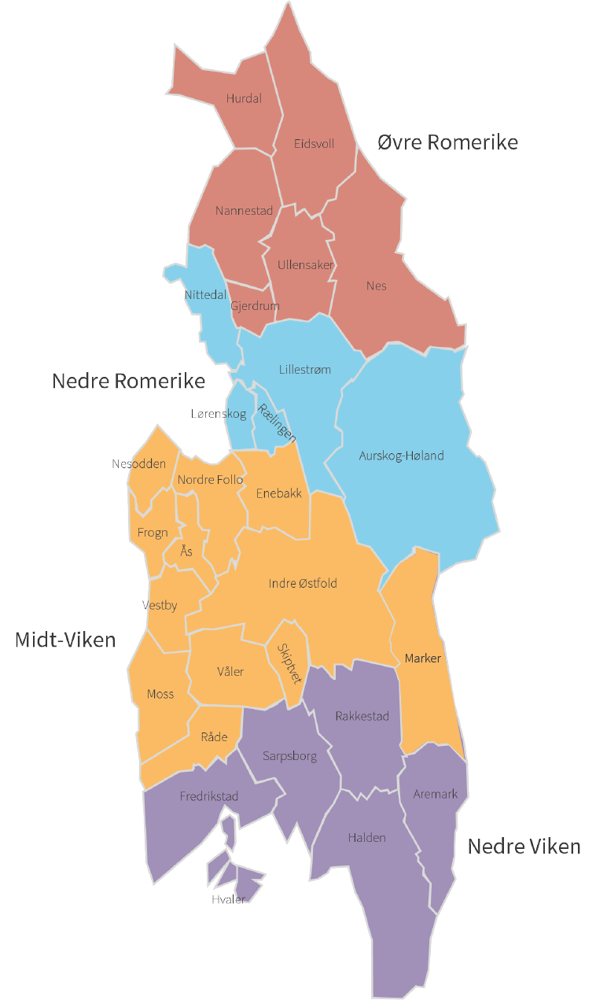 Hurdal
Eidsvoll
Øvre Romerike
Nannestad
Ullensaker
Nes
Nittedal
Gjerdrum
Lillestrøm
Nedre Romerike
Lørenskog
Rælingen
Aurskog-Høland
Nesodden
Nordre Follo
Enebakk
Frogn
Ås
Indre Østfold
Vestby
Midt-Viken
Marker
Skiptvet
Våler
Moss
Rakkestad
Råde
Sarpsborg
Fredrikstad
Aremark
Halden
Nedre Viken
Hvaler